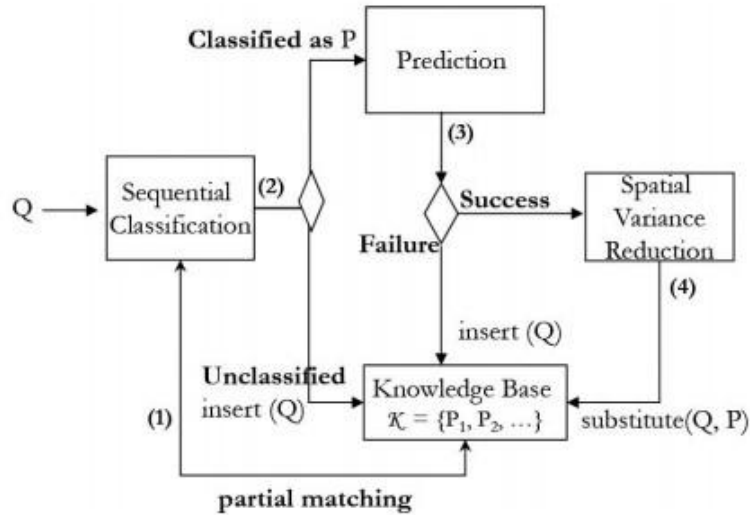 Classified as P
Prediction
(3)
Sequential
Classification
(2)
Q
Success
Spatial
Variance
Reduction
Failure
(4)
insert (Q)
Unclassified
insert (Q)
(1)
Knowledge Base
𝒦 = {P₁, P₂, …}
substitute(Q, P)
partial matching